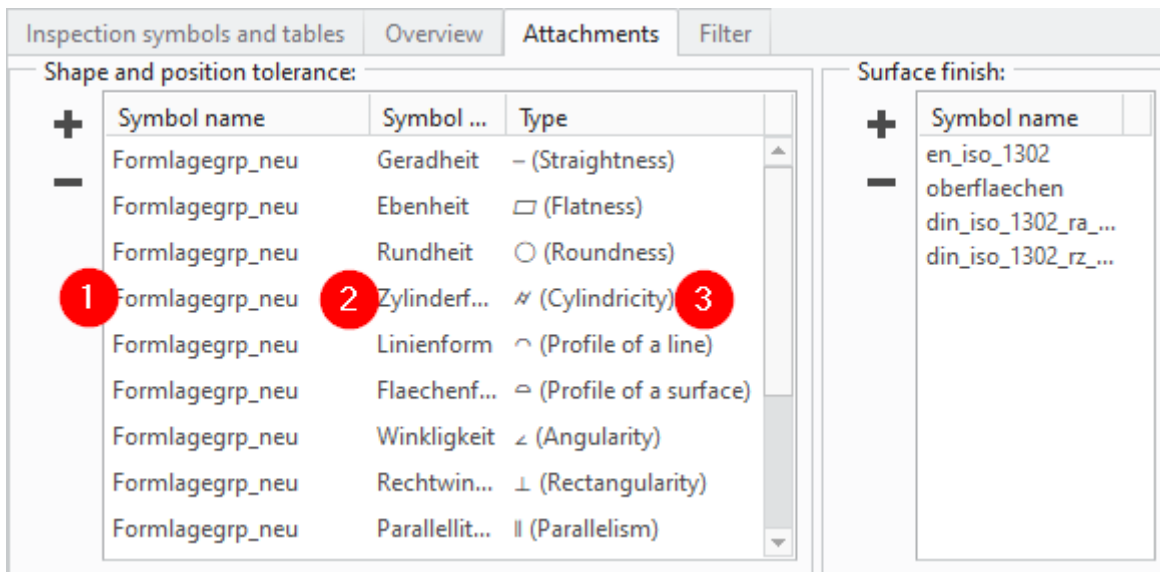 Inspection symbols and tables Overview Attachments Filter
Shape and position tolerance:
Symbol name Symbol ... Type
Formlagegrp_neu Geradheit – (Straightness)
Formlagegrp_neu Ebenheit ▱ (Flatness)
Formlagegrp_neu Rundheit ○ (Roundness)
1 Formlagegrp_neu 2 Zylinderf... ⌭ (Cylindricity) 3
Formlagegrp_neu Linienform ⌒ (Profile of a line)
Formlagegrp_neu Flaechenf... ⌓ (Profile of a surface)
Formlagegrp_neu Winkligkeit ∠ (Angularity)
Formlagegrp_neu Rechtwin... ⊥ (Rectangularity)
Formlagegrp_neu Parallellit... ∥ (Parallelism)
Surface finish:
Symbol name
en_iso_1302
oberflaechen
din_iso_1302_ra_...
din_iso_1302_rz_...